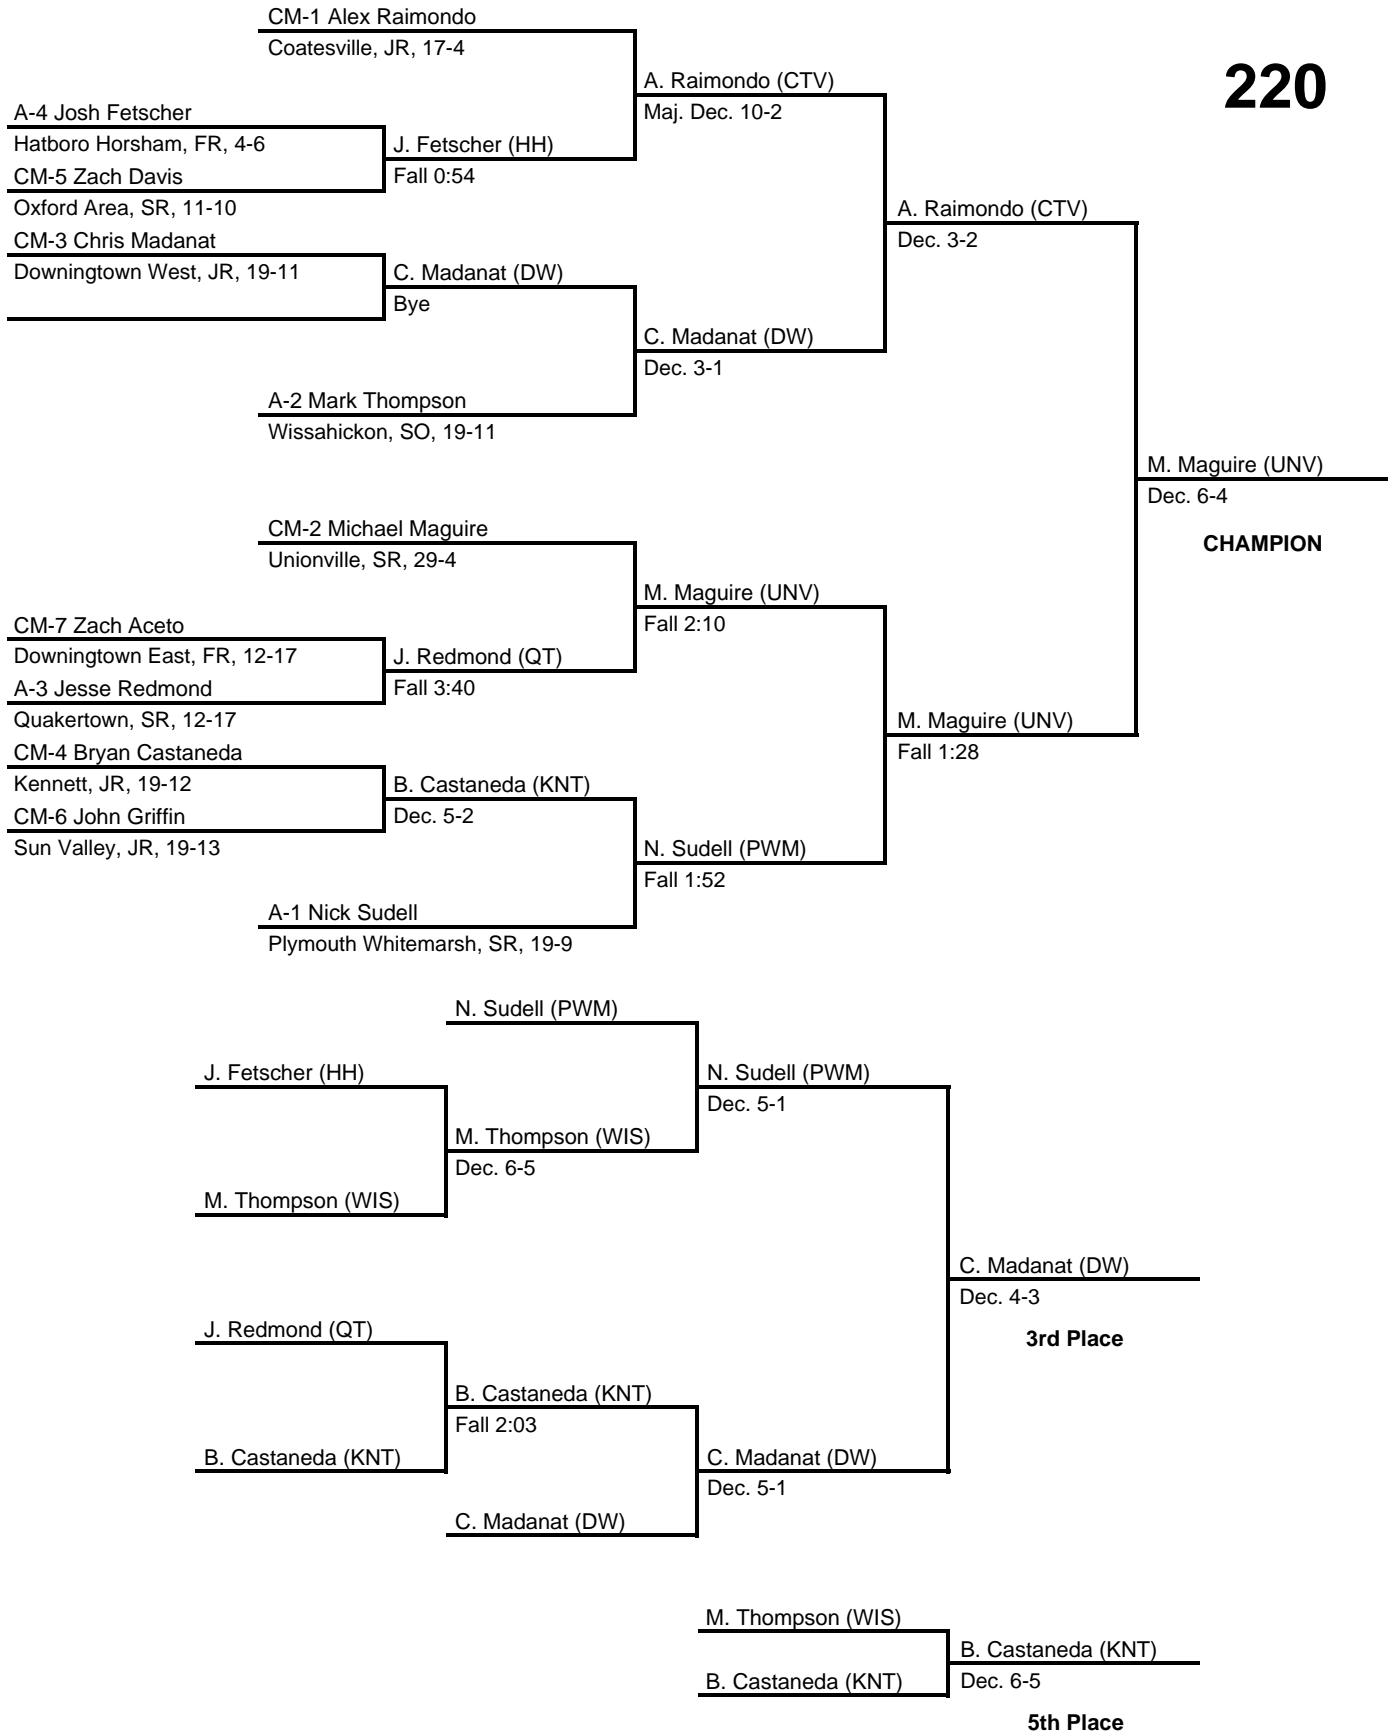 CM-1 Alex Raimondo
Coatesville, JR, 17-4
220
A. Raimondo (CTV)
Maj. Dec. 10-2
A-4 Josh Fetscher
Hatboro Horsham, FR, 4-6
J. Fetscher (HH)
Fall 0:54
CM-5 Zach Davis
Oxford Area, SR, 11-10
A. Raimondo (CTV)
Dec. 3-2
CM-3 Chris Madanat
Downingtown West, JR, 19-11
C. Madanat (DW)
Bye
C. Madanat (DW)
Dec. 3-1
A-2 Mark Thompson
Wissahickon, SO, 19-11
M. Maguire (UNV)
Dec. 6-4
CHAMPION
CM-2 Michael Maguire
Unionville, SR, 29-4
M. Maguire (UNV)
Fall 2:10
CM-7 Zach Aceto
Downingtown East, FR, 12-17
J. Redmond (QT)
Fall 3:40
A-3 Jesse Redmond
Quakertown, SR, 12-17
M. Maguire (UNV)
Fall 1:28
CM-4 Bryan Castaneda
Kennett, JR, 19-12
B. Castaneda (KNT)
Dec. 5-2
CM-6 John Griffin
Sun Valley, JR, 19-13
N. Sudell (PWM)
Fall 1:52
A-1 Nick Sudell
Plymouth Whitemarsh, SR, 19-9
N. Sudell (PWM)
J. Fetscher (HH)
N. Sudell (PWM)
Dec. 5-1
M. Thompson (WIS)
Dec. 6-5
M. Thompson (WIS)
C. Madanat (DW)
Dec. 4-3
3rd Place
J. Redmond (QT)
B. Castaneda (KNT)
Fall 2:03
B. Castaneda (KNT)
C. Madanat (DW)
Dec. 5-1
C. Madanat (DW)
M. Thompson (WIS)
B. Castaneda (KNT)
Dec. 6-5
B. Castaneda (KNT)
5th Place